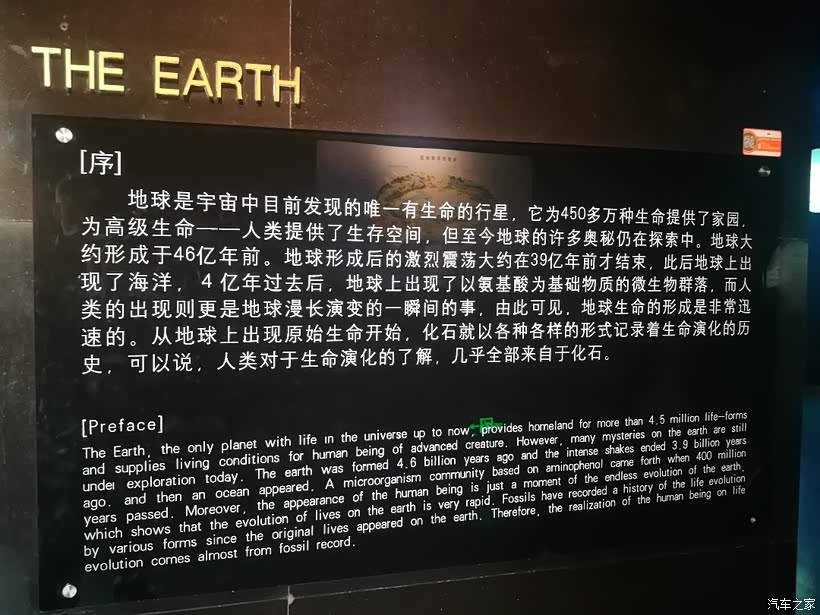 THE EARTH
[序]
地球是宇宙中目前发现的唯一有生命的行星，它为450多万种生命提供了家园，
为高级生命——人类提供了生存空间，但至今地球的许多奥秘仍在探索中。地球大
约形成于46亿年前。地球形成后的激烈震荡大约在39亿年前才结束，此后地球上出
现了海洋，4亿年过去后，地球上出现了以氨基酸为基础物质的微生物群落，而人
类的出现则更是地球漫长演变的一瞬间的事，由此可见，地球生命的形成是非常迅
速的。从地球上出现原始生命开始，化石就以各种各样的形式记录着生命演化的历
史，可以说，人类对于生命演化的了解，几乎全部来自于化石。
[Preface]
The Earth, the only planet with life in the universe up to now, provides homeland for more than 4.5 million life-forms
and supplies living conditions for human being of advanced creature. However, many mysteries on the earth are still
under exploration today. The earth was formed 4.6 billion years ago and the intense shakes ended 3.9 billion years
ago. and then an ocean appeared. A microorganism community based on aminophenol came forth when 400 million
years passed. Moreover, the appearance of the human being is just a moment of the endless evolution of the earth,
which shows that the evolution of lives on the earth is very rapid. Fossils have recorded a history of the life evolution
by various forms since the original lives appeared on the earth. Therefore, the realization of the human being on life
evolution comes almost from fossil record.
汽车之家